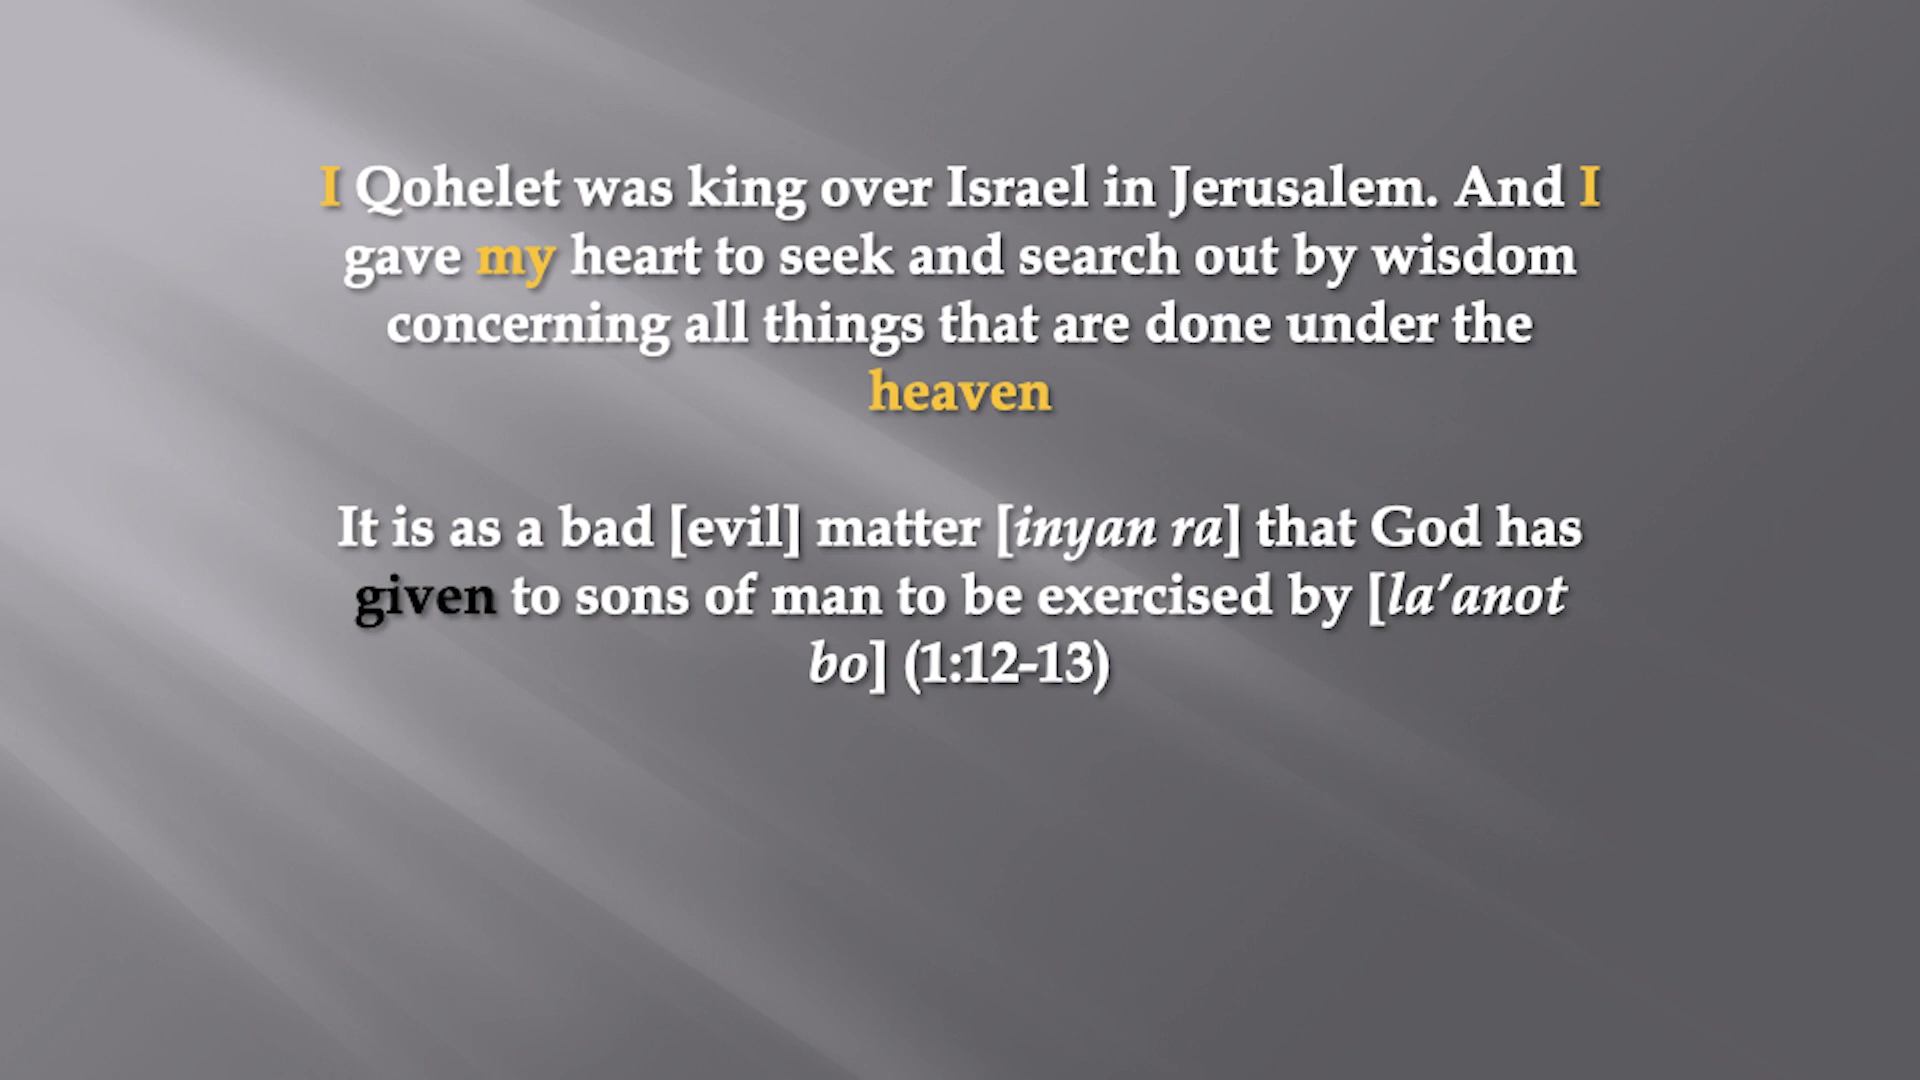 I Qohelet was king over Israel in Jerusalem. And I
gave my heart to seek and search out by wisdom
concerning all things that are done under the
heaven
It is as a bad [evil] matter [inyan ra] that God has
given to sons of man to be exercised by [la’anot
bo] (1:12-13)